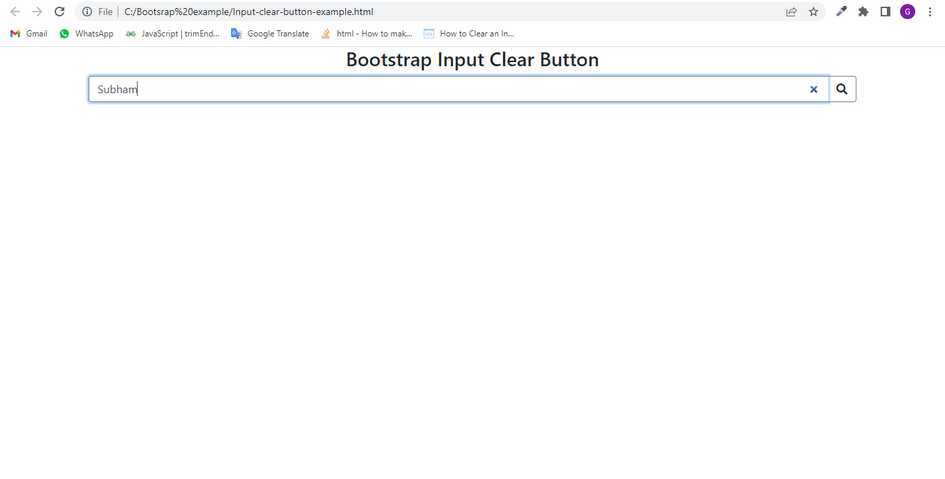 File C:/Bootsrap%20example/Input-clear-button-example.html G
Gmail WhatsApp JavaScript | trimEnd... Google Translate html - How to mak... How to Clear an In...
Bootstrap Input Clear Button
Subham